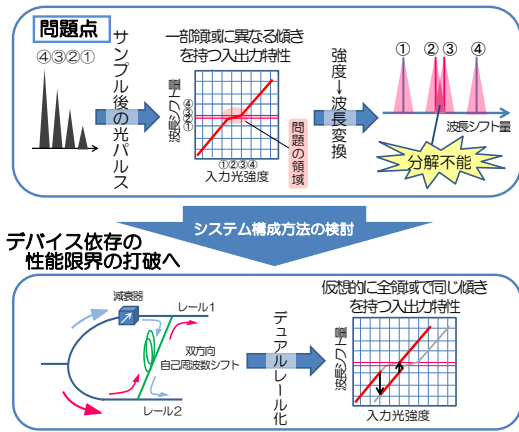 問題点
④③②①
サンプル後の光パルス
一部領域に異なる傾きを持つ入出力特性
波長シフト量
④
③
②
①
①②③④
入力光強度
問題の領域
強度→波長変換
① ② ③ ④
波長シフト量
分解不能
システム構成方法の検討
デバイス依存の
性能限界の打破へ
減衰器
レール1
双方向
自己周波数シフト
レール2
デュアルレール化
仮想的に全領域で同じ傾き
を持つ入出力特性
波長シフト量
入力光強度